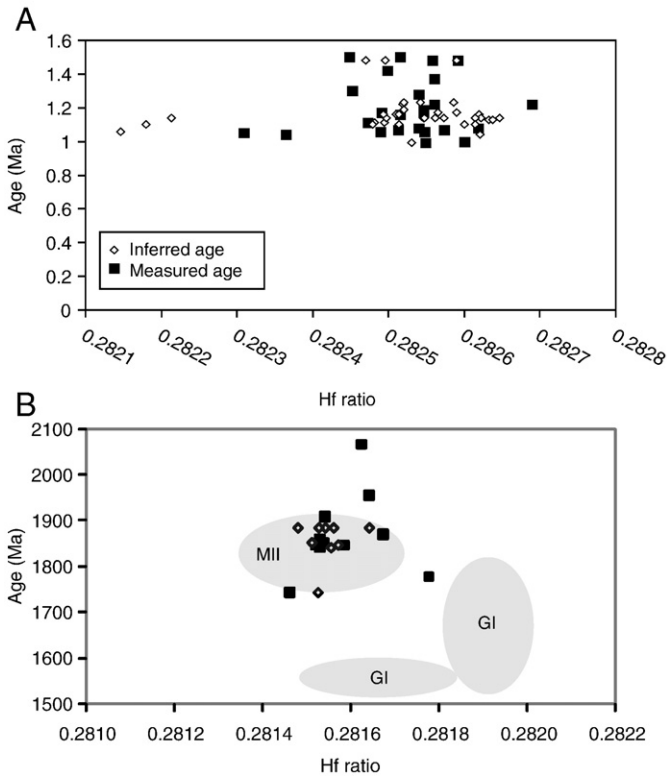 A
1.6
1.4
1.2
1
0.8
0.6
0.4
0.2
0
Age (Ma)
Inferred age
Measured age
0.2821 0.2822 0.2823 0.2824 0.2825 0.2826 0.2827 0.2828
Hf ratio
B
2100
2000
1900
1800
1700
1600
1500
Age (Ma)
MII
GI
GI
0.2810 0.2812 0.2814 0.2816 0.2818 0.2820 0.2822
Hf ratio